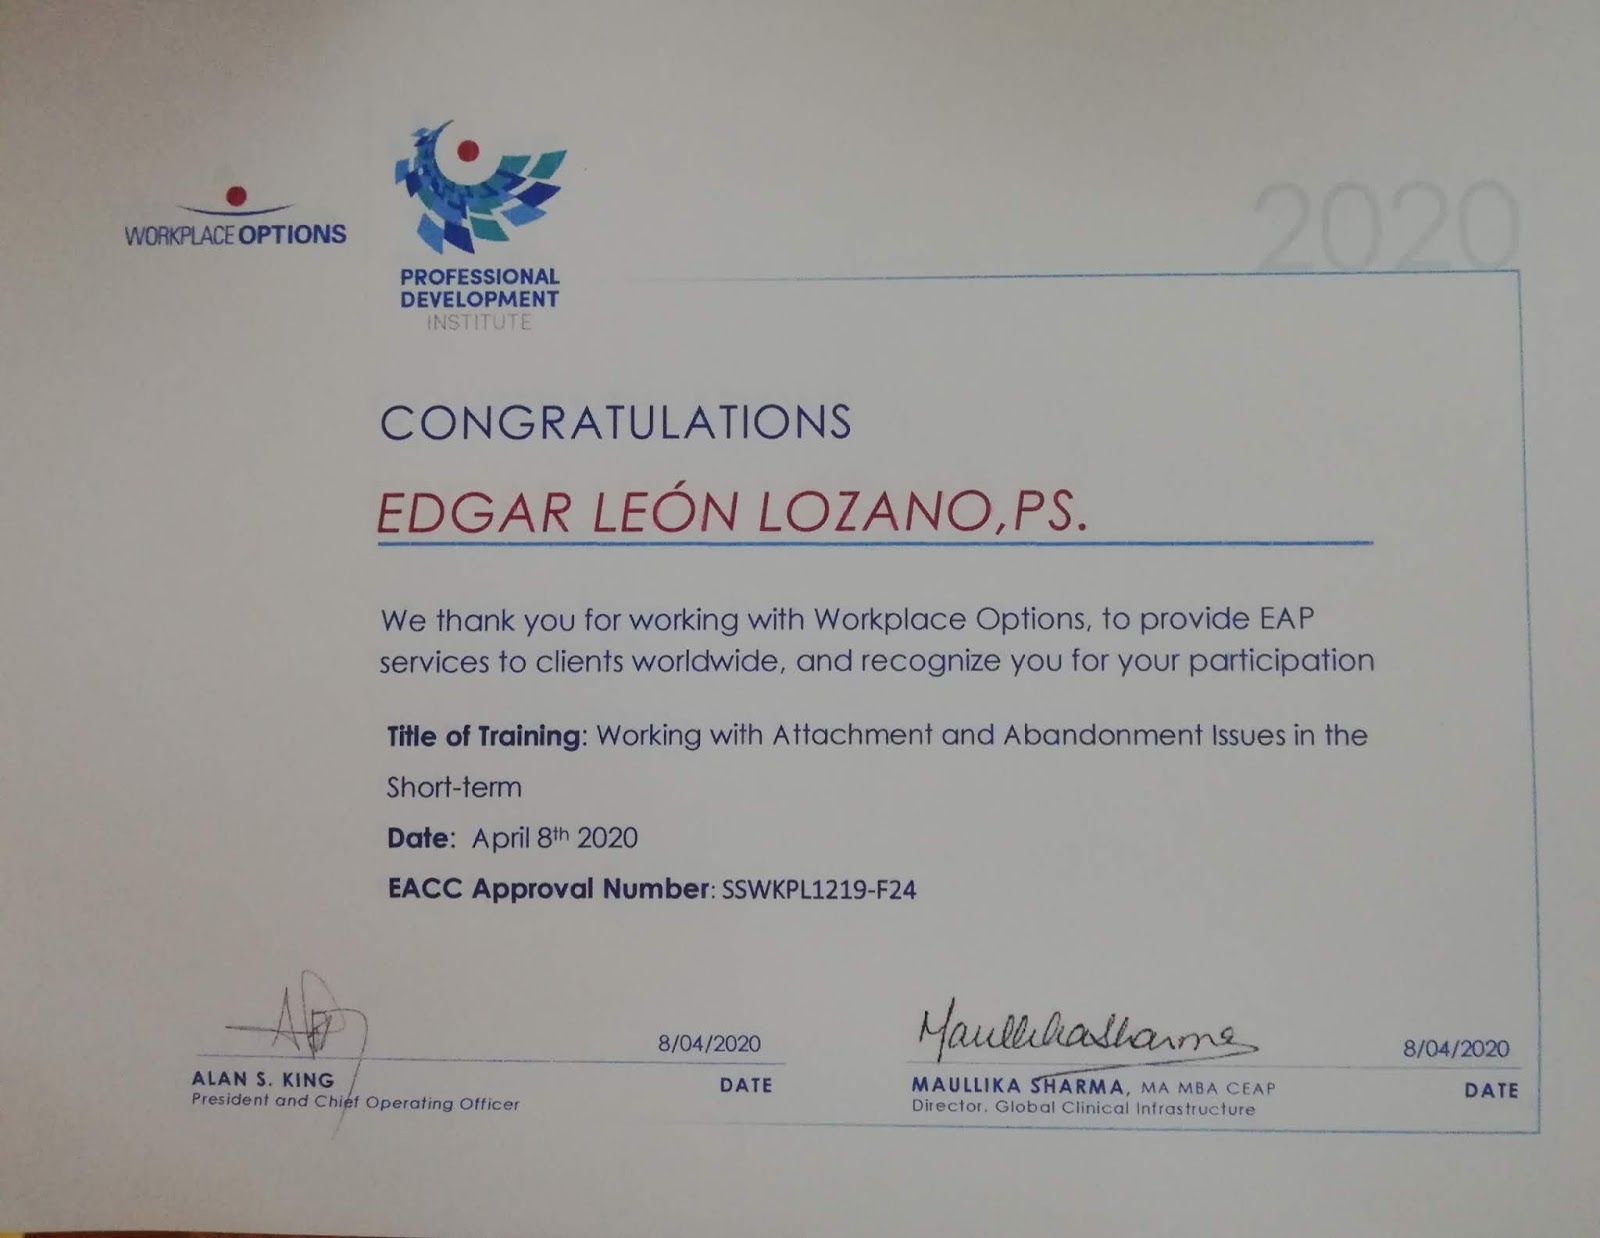 2020
WORKPLACE OPTIONS
PROFESSIONAL
DEVELOPMENT
INSTITUTE
CONGRATULATIONS
EDGAR LEÓN LOZANO,PS.
We thank you for working with Workplace Options, to provide EAP
services to clients worldwide, and recognize you for your participation
Title of Training: Working with Attachment and Abandonment Issues in the
Short-term
Date: April 8th 2020
EACC Approval Number: SSWKPL1219-F24
8/04/2020
ALAN S. KING
DATE
President and Chief Operating Officer
Maullika Sharma
8/04/2020
MAULLIKA SHARMA, MA MBA CEAP
DATE
Director, Global Clinical Infrastructure